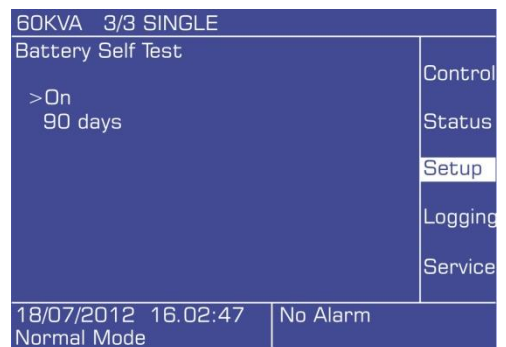 60KVA 3/3 SINGLE
Battery Self Test
>On
90 days
Control
Status
Setup
Logging
Service
18/07/2012 16.02:47
Normal Mode
No Alarm